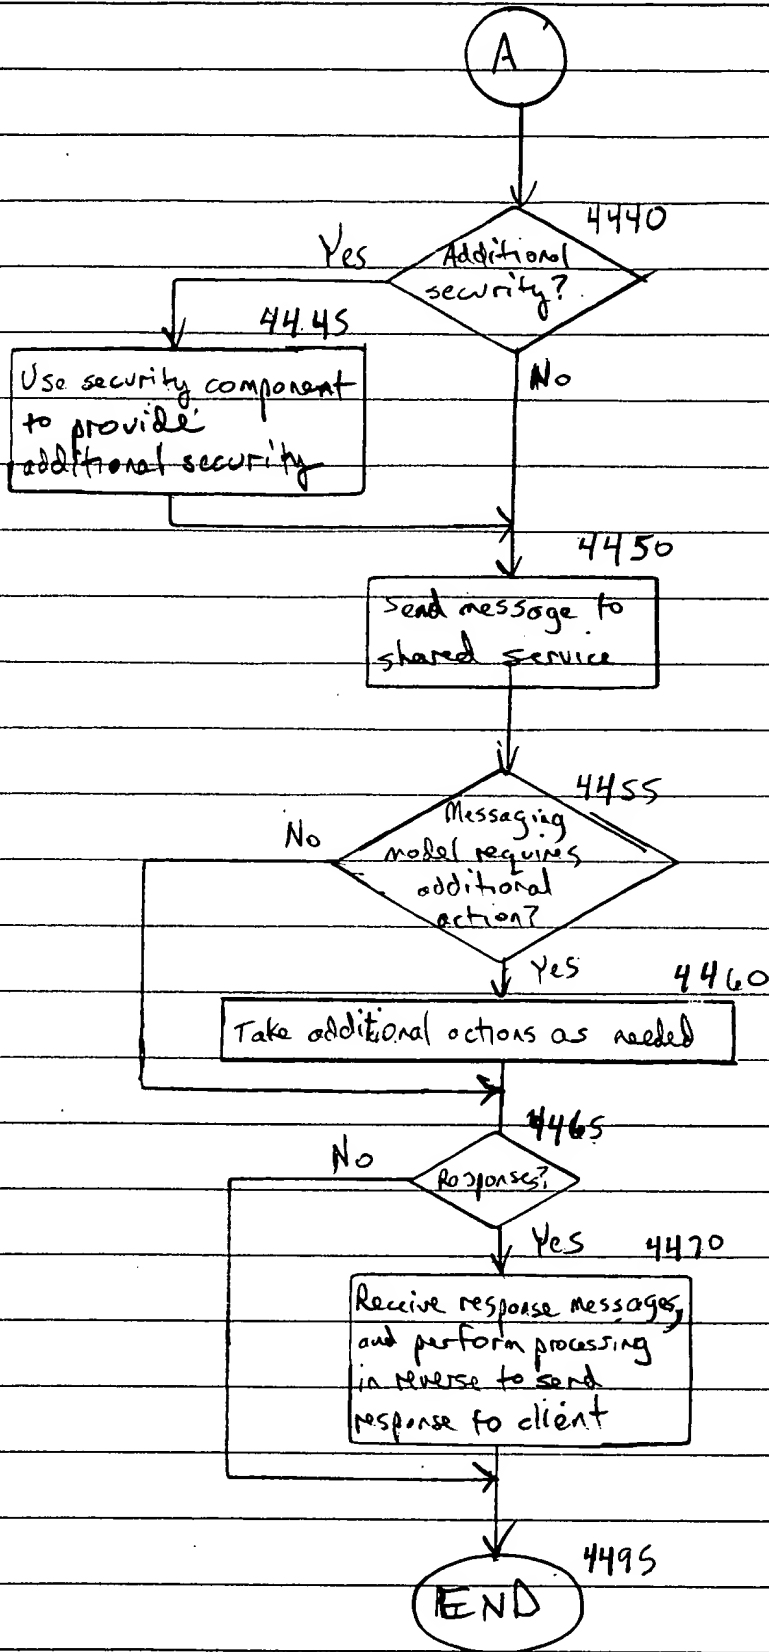 A
4440
Yes
Additional
security?
4445
No
Use security component
to provide
additional security
4450
Send message to
shared service
4455
No
Messaging
model requires
additional
action?
Yes
4460
Take additional actions as needed
4465
No
Responses?
Yes
4470
Receive response messages,
and perform processing
in reverse to send
response to client
4495
END